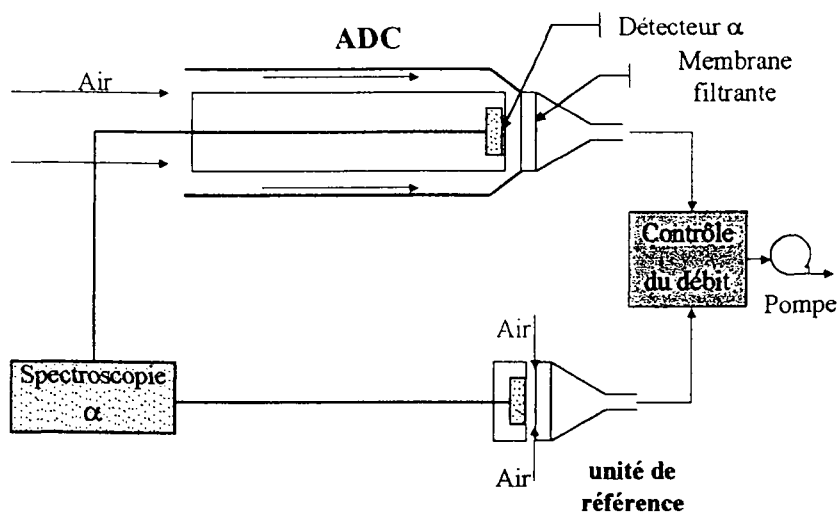 ADC
Détecteur α
Membrane
filtrante
Air
Contrôle
du débit
Pompe
Air
Spectroscopie
α
Air
unité de
référence